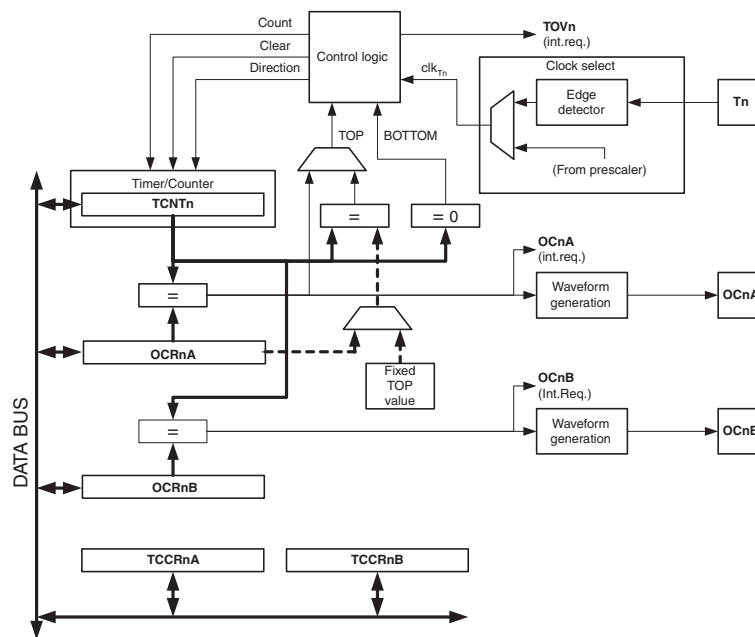 Count
Clear
Direction
Control logic
TOVn
(int.req.)
clkTn
Clock select
Edge
detector
Tn
(From prescaler)
TOP
BOTTOM
Timer/Counter
TCNTn
=
= 0
OCnA
(int.req.)
=
Waveform
generation
OCnA
OCRnA
Fixed
TOP
value
OCnB
(Int.Req.)
=
Waveform
generation
OCnB
OCRnB
DATA BUS
TCCRnA
TCCRnB